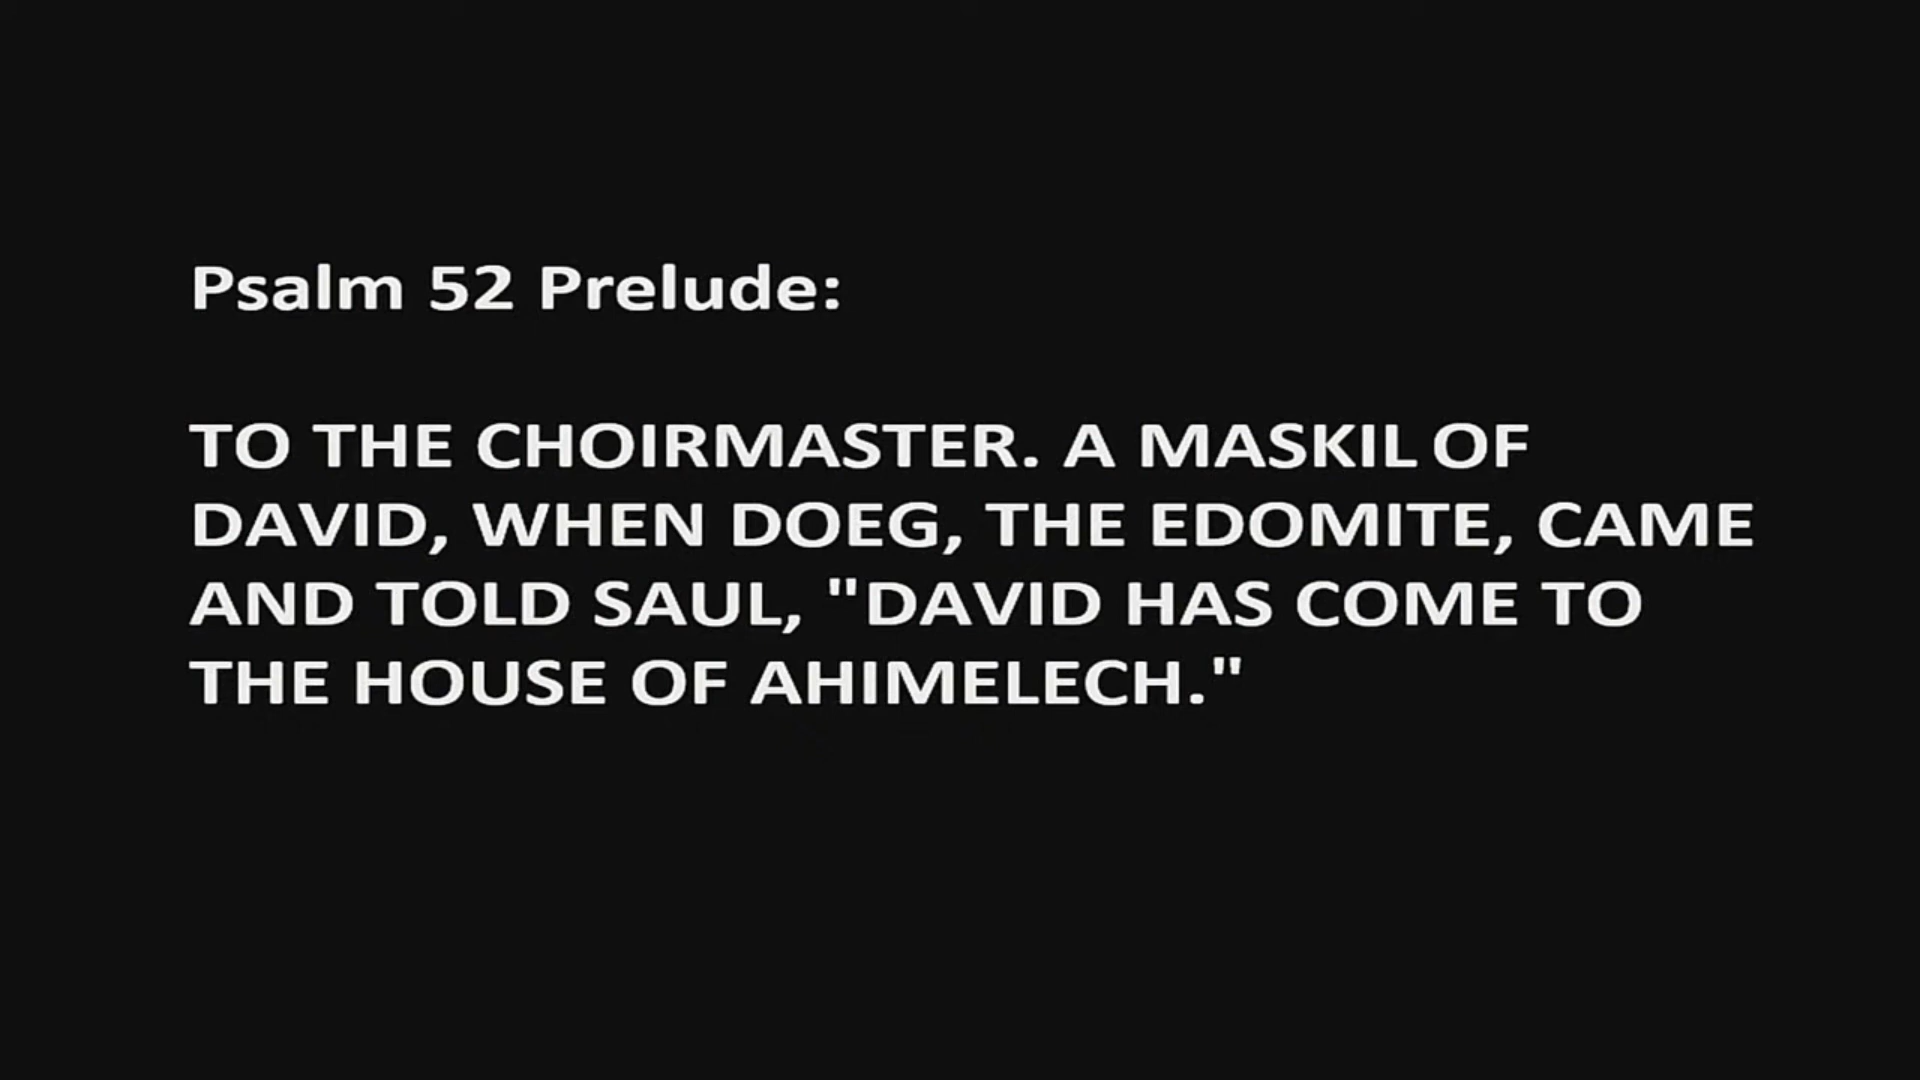 Psalm 52 Prelude:
TO THE CHOIRMASTER. A MASKIL OF
DAVID, WHEN DOEG, THE EDOMITE, CAME
AND TOLD SAUL, "DAVID HAS COME TO
THE HOUSE OF AHIMELECH."